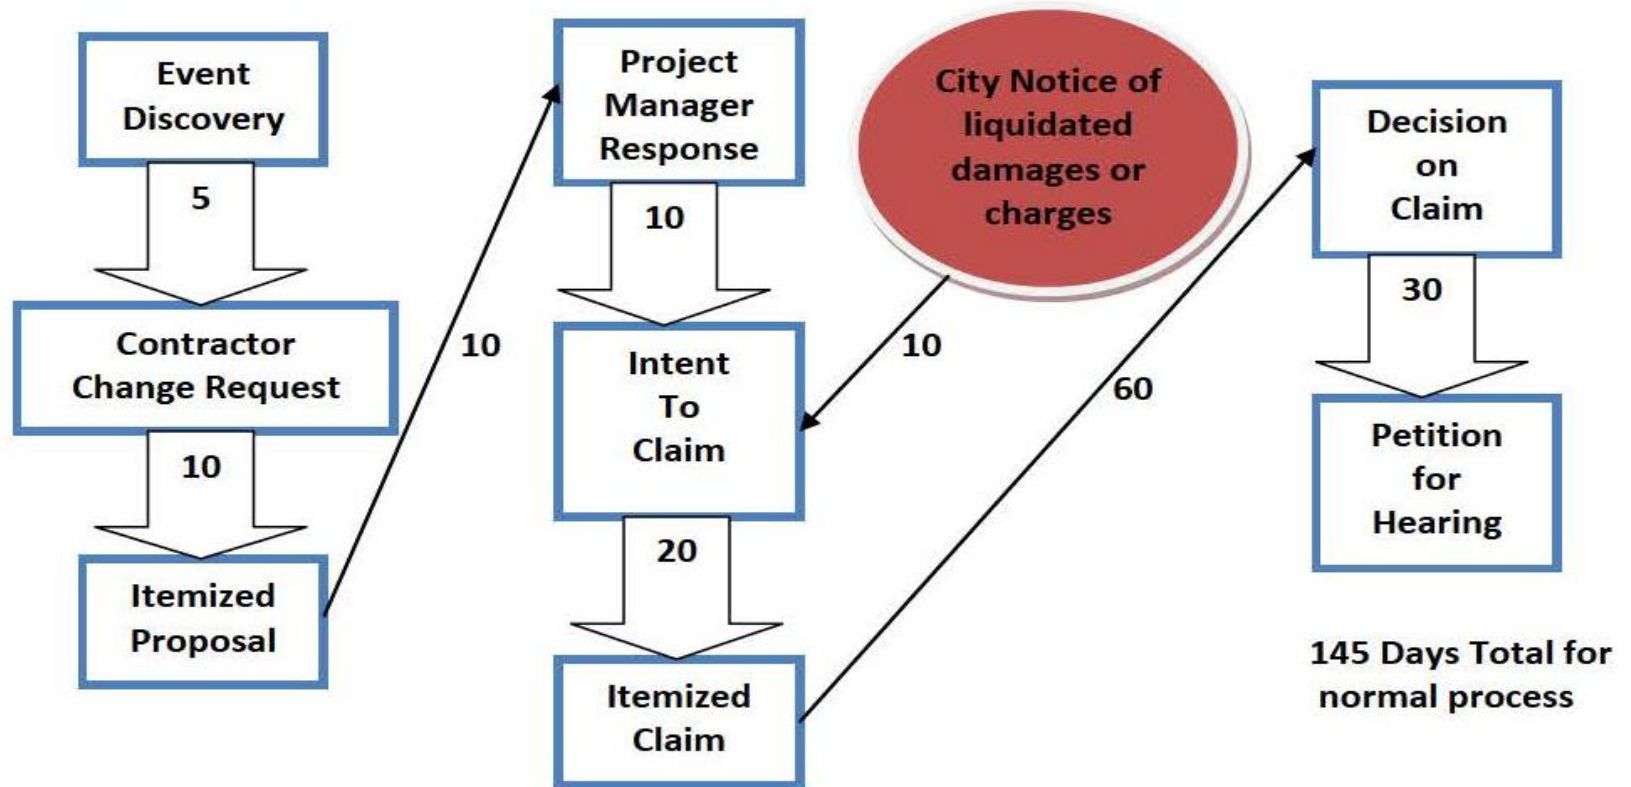 Event
Discovery
5
Contractor
Change Request
10
Itemized
Proposal
10
Project
Manager
Response
10
Intent
To
Claim
20
Itemized
Claim
City Notice of
liquidated
damages or
charges
10
60
Decision
on
Claim
30
Petition
for
Hearing
145 Days Total for
normal process